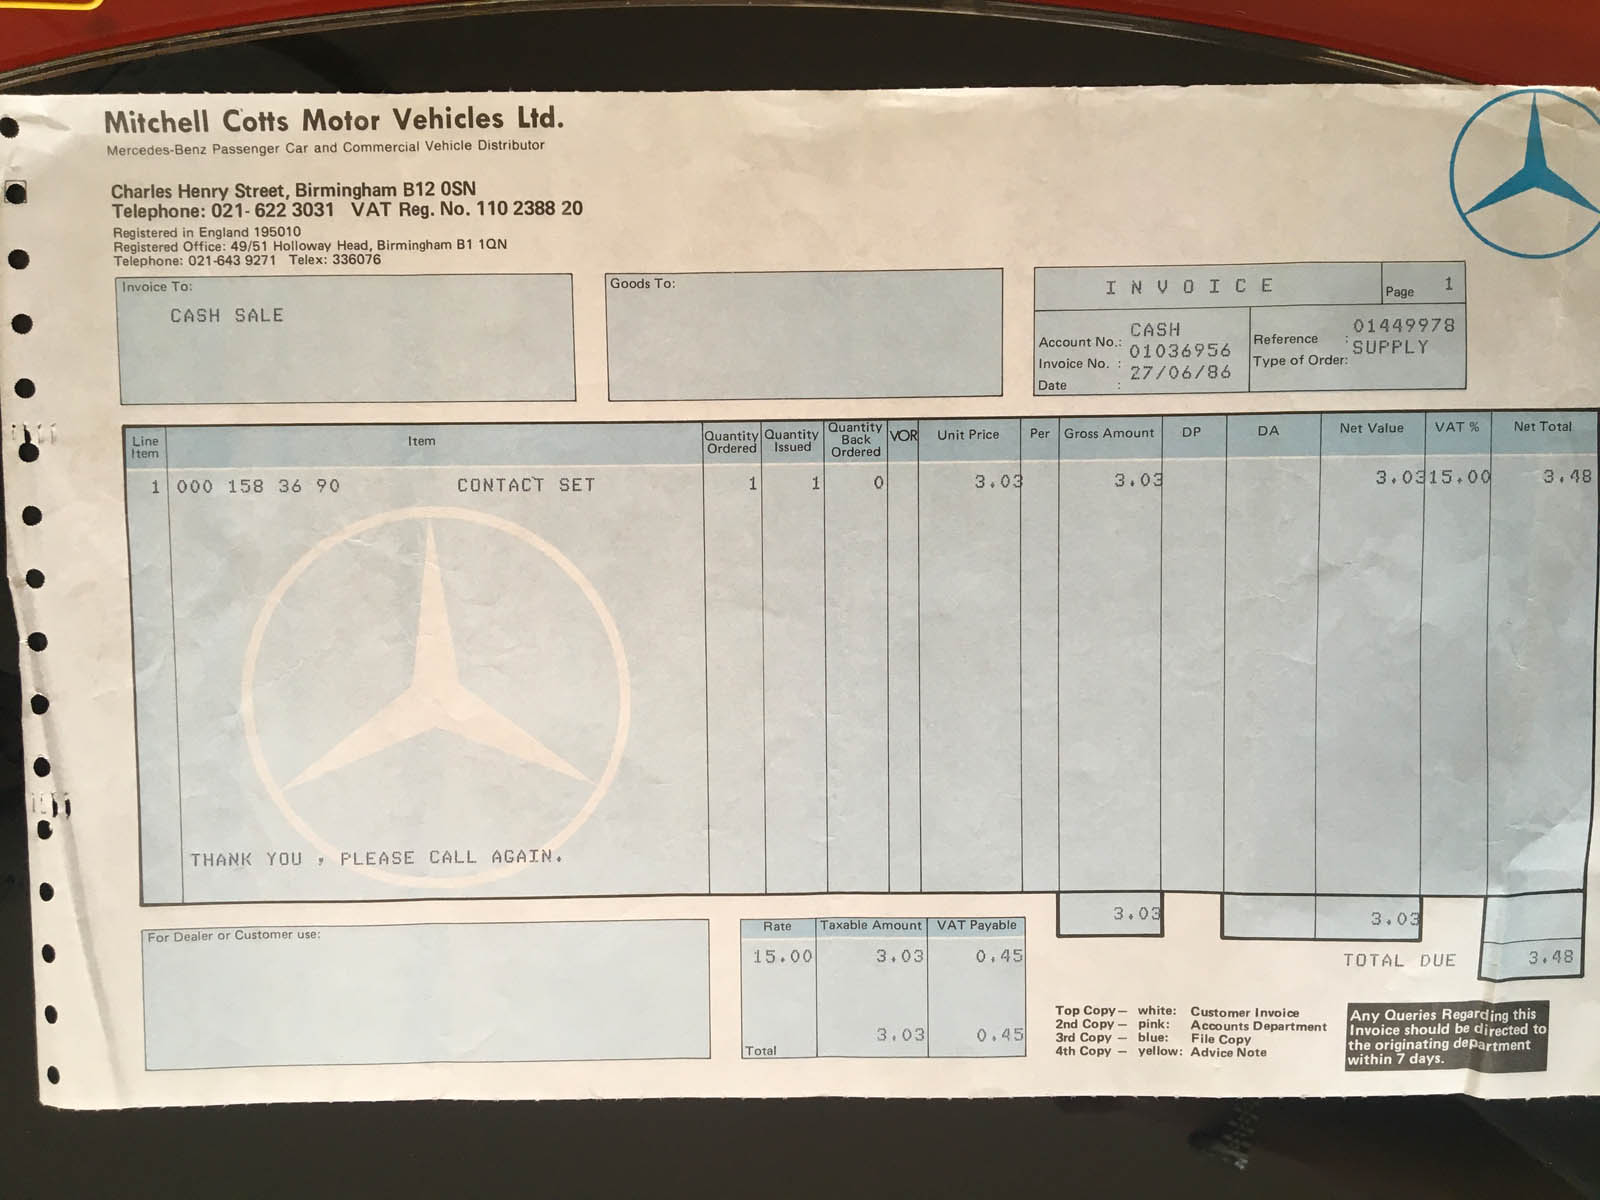 Mitchell Cotts Motor Vehicles Ltd.
Mercedes-Benz Passenger Car and Commercial Vehicle Distributor
Charles Henry Street, Birmingham B12 0SN
Telephone: 021- 622 3031 VAT Reg. No. 110 2388 20
Registered in England 195010
Registered Office: 49/51 Holloway Head, Birmingham B1 1QN
Telephone: 021-643 9271 Telex: 336076
Invoice To:
CASH SALE
Goods To:
INVOICE
Page 1
Account No.: CASH
Invoice No. : 01036956
Date : 27/06/86
Reference : 01449978
Type of Order: SUPPLY
Line Item
Item
Quantity Ordered
Quantity Issued
Quantity Back Ordered
VOR
Unit Price
Per
Gross Amount
DP
DA
Net Value
VAT %
Net Total
1 000 158 36 90 CONTACT SET 1 1 0 3.03 3.03 3.03 15.00 3.48
THANK YOU , PLEASE CALL AGAIN.
3.03 3.03
TOTAL DUE 3.48
For Dealer or Customer use:
Rate Taxable Amount VAT Payable
15.00 3.03 0.45
Total 3.03 0.45
Top Copy — white: Customer Invoice
2nd Copy — pink: Accounts Department
3rd Copy — blue: File Copy
4th Copy — yellow: Advice Note
Any Queries Regarding this
Invoice should be directed to
the originating department
within 7 days.